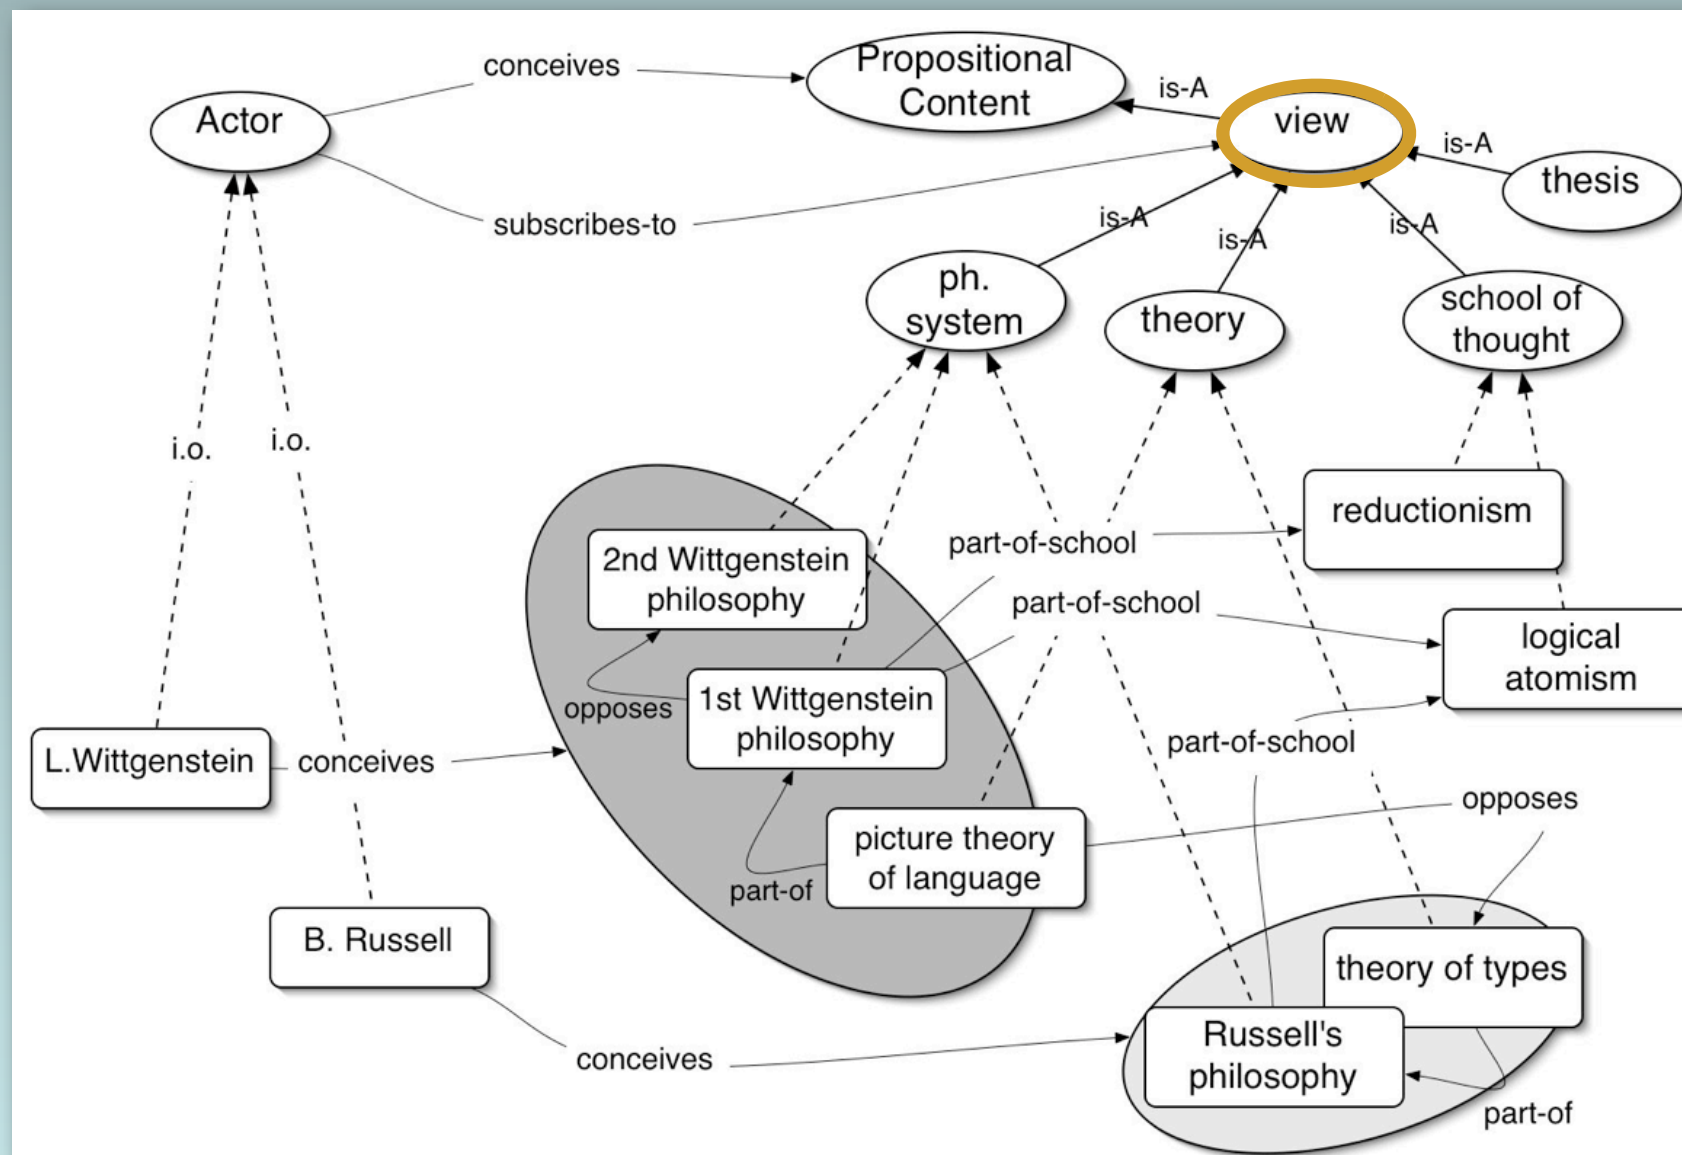 conceives
Propositional
Content
is-A
view
Actor
is-A
thesis
subscribes-to
is-A
is-A
is-A
ph.
system
theory
school of
thought
i.o.
i.o.
reductionism
2nd Wittgenstein
philosophy
part-of-school
part-of-school
logical
atomism
opposes
1st Wittgenstein
philosophy
part-of-school
L.Wittgenstein
conceives
opposes
picture theory
of language
part-of
B. Russell
theory of types
Russell's
philosophy
conceives
part-of